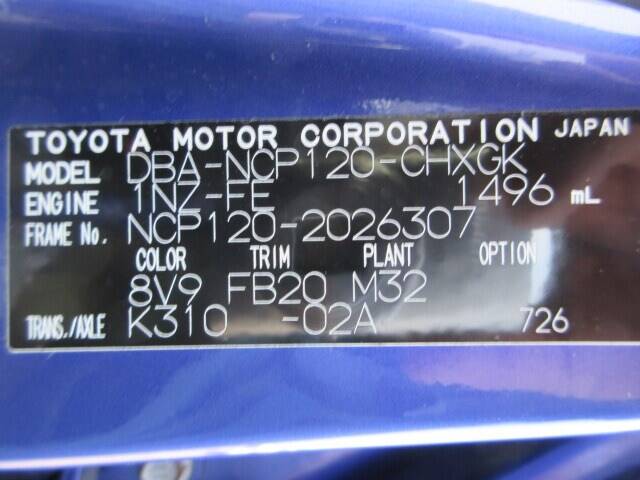 TOYOTA MOTOR CORPORATION JAPAN
MODEL DBA-NCP120-CHXGK
ENGINE 1NZ-FE 1496 mL
FRAME No. NCP120-2026307
COLOR TRIM PLANT OPTION
8V9 FB20 M32
TRANS./AXLE K310 -02A 726